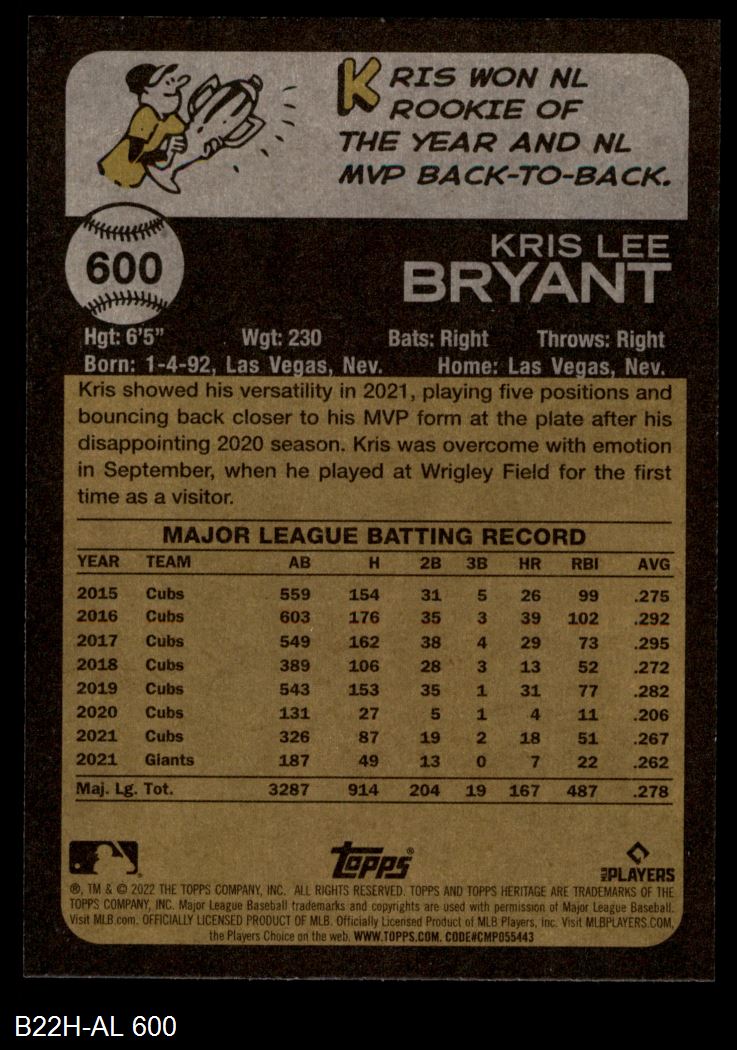 KRIS WON NL
ROOKIE OF
THE YEAR AND NL
MVP BACK-TO-BACK.
600
KRIS LEE
BRYANT
Hgt: 6'5" Wgt: 230 Bats: Right Throws: Right
Born: 1-4-92, Las Vegas, Nev. Home: Las Vegas, Nev.
Kris showed his versatility in 2021, playing five positions and
bouncing back closer to his MVP form at the plate after his
disappointing 2020 season. Kris was overcome with emotion
in September, when he played at Wrigley Field for the first
time as a visitor.
MAJOR LEAGUE BATTING RECORD
YEAR TEAM AB H 2B 3B HR RBI AVG
2015 Cubs 559 154 31 5 26 99 .275
2016 Cubs 603 176 35 3 39 102 .292
2017 Cubs 549 162 38 4 29 73 .295
2018 Cubs 389 106 28 3 13 52 .272
2019 Cubs 543 153 35 1 31 77 .282
2020 Cubs 131 27 5 1 4 11 .206
2021 Cubs 326 87 19 2 18 51 .267
2021 Giants 187 49 13 0 7 22 .262
Maj. Lg. Tot. 3287 914 204 19 167 487 .278
Topps®
MLB PLAYERS
®, TM & © 2022 THE TOPPS COMPANY, INC. ALL RIGHTS RESERVED. TOPPS AND TOPPS HERITAGE ARE TRADEMARKS OF THE
TOPPS COMPANY, INC. Major League Baseball trademarks and copyrights are used with permission of Major League Baseball.
Visit MLB.com. OFFICIALLY LICENSED PRODUCT OF MLB. Officially Licensed Product of MLB Players, Inc. Visit MLBPLAYERS.COM,
the Players Choice on the web. WWW.TOPPS.COM. CODE#CMP055443
B22H-AL 600